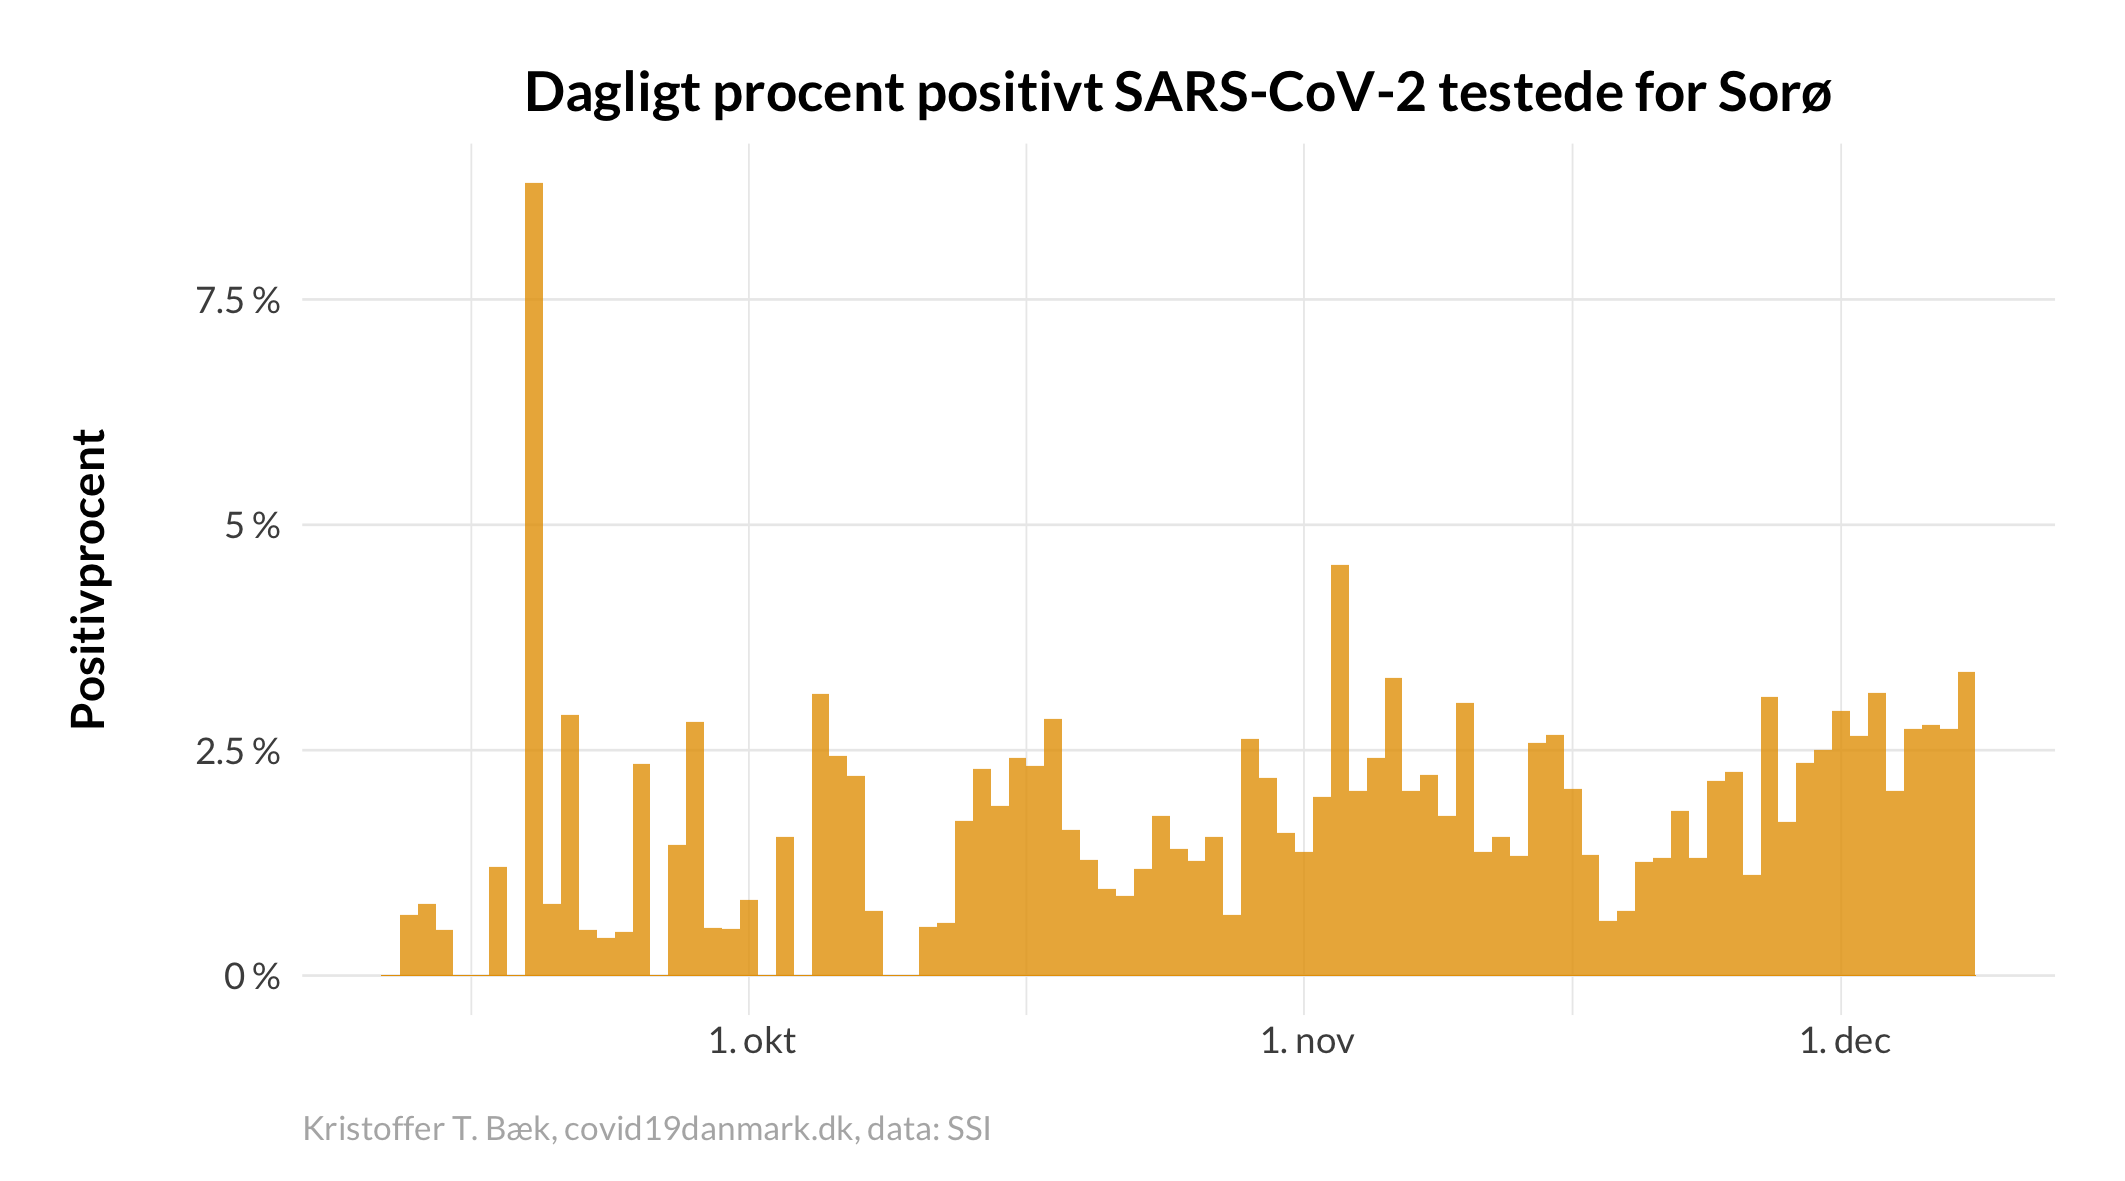 Dagligt procent positivt SARS-CoV-2 testede for Sorø
Positivprocent
7.5 %
5 %
2.5 %
0 %
1. okt
1. nov
1. dec
Kristoffer T. Bæk, covid19danmark.dk, data: SSI